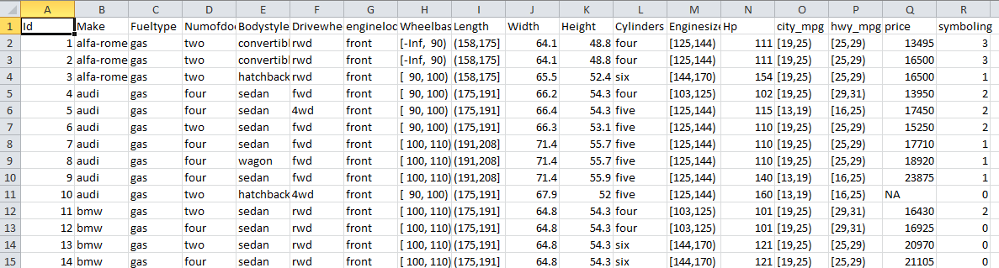 A B C D E F G H I J K L M N O P Q R
1 Id Make Fueltype Numofdo Bodystyle Drivewhe engineloc Wheelbas Length Width Height Cylinders Enginesize Hp city_mpg hwy_mpg price symboling
2 1 alfa-rome gas two convertibl rwd front [-Inf, 90) (158,175] 64.1 48.8 four [125,144) 111 [19,25) [25,29) 13495 3
3 2 alfa-rome gas two convertibl rwd front [-Inf, 90) (158,175] 64.1 48.8 four [125,144) 111 [19,25) [25,29) 16500 3
4 3 alfa-rome gas two hatchback rwd front [ 90, 100) (158,175] 65.5 52.4 six [144,170) 154 [19,25) [25,29) 16500 1
5 4 audi gas four sedan fwd front [ 90, 100) (175,191] 66.2 54.3 four [103,125) 102 [19,25) [29,31) 13950 2
6 5 audi gas four sedan 4wd front [ 90, 100) (175,191] 66.4 54.3 five [125,144) 115 [13,19) [16,25) 17450 2
7 6 audi gas two sedan fwd front [ 90, 100) (175,191] 66.3 53.1 five [125,144) 110 [19,25) [25,29) 15250 2
8 7 audi gas four sedan fwd front [ 100, 110) (191,208] 71.4 55.7 five [125,144) 110 [19,25) [25,29) 17710 1
9 8 audi gas four wagon fwd front [ 100, 110) (191,208] 71.4 55.7 five [125,144) 110 [19,25) [25,29) 18920 1
10 9 audi gas four sedan fwd front [ 100, 110) (191,208] 71.4 55.9 five [125,144) 140 [13,19) [16,25) 23875 1
11 10 audi gas two hatchback 4wd front [ 90, 100) (175,191] 67.9 52 five [125,144) 160 [13,19) [16,25) NA 0
12 11 bmw gas two sedan rwd front [ 100, 110) (175,191] 64.8 54.3 four [103,125) 101 [19,25) [29,31) 16430 2
13 12 bmw gas four sedan rwd front [ 100, 110) (175,191] 64.8 54.3 four [103,125) 101 [19,25) [29,31) 16925 0
14 13 bmw gas two sedan rwd front [ 100, 110) (175,191] 64.8 54.3 six [144,170) 121 [19,25) [25,29) 20970 0
15 14 bmw gas four sedan rwd front [ 100, 110) (175,191] 64.8 54.3 six [144,170) 121 [19,25) [25,29) 21105 0